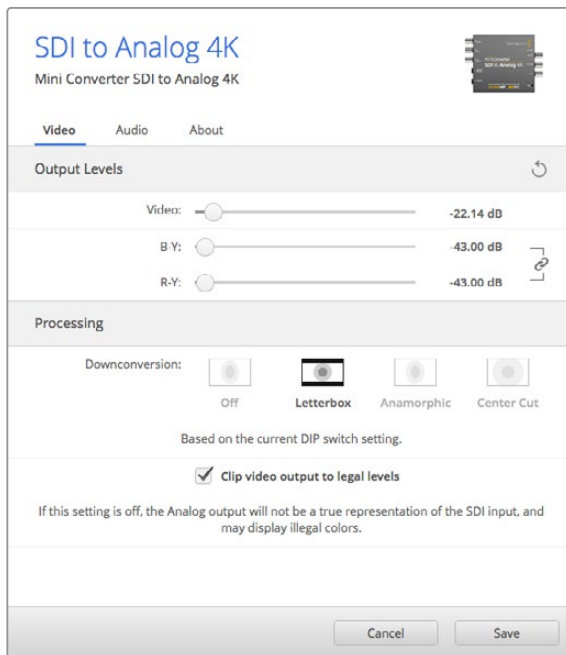 SDI to Analog 4K
Mini Converter SDI to Analog 4K
Video Audio About
Output Levels
Video: -22.14 dB
B-Y: -43.00 dB
R-Y: -43.00 dB
Processing
Downconversion:
Off Letterbox Anamorphic Center Cut
Based on the current DIP switch setting.
Clip video output to legal levels
If this setting is off, the Analog output will not be a true representation of the SDI input, and
may display illegal colors.
Cancel Save